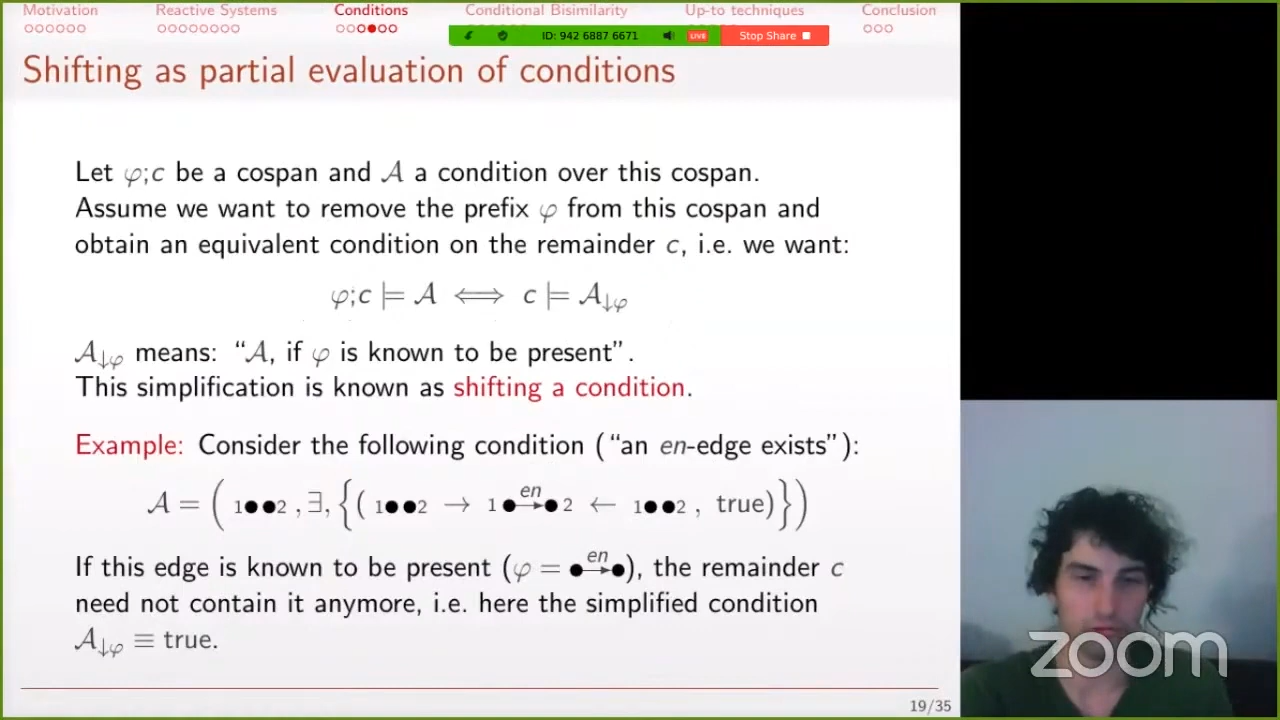 Motivation Reactive Systems Conditions Conditional Bisimilarity Up-to techniques Conclusion
ID: 942 6887 6671 LIVE Stop Share
Shifting as partial evaluation of conditions
Let φ;c be a cospan and 𝒜 a condition over this cospan.
Assume we want to remove the prefix φ from this cospan and
obtain an equivalent condition on the remainder c, i.e. we want:
φ;c ⊨ 𝒜 ⟺ c ⊨ 𝒜↓φ
𝒜↓φ means: “𝒜, if φ is known to be present”.
This simplification is known as shifting a condition.
Example: Consider the following condition (“an en-edge exists”):
𝒜 = ( 1●●2 , ∃, {( 1●●2 → 1●en→●2 ← 1●●2 , true)})
If this edge is known to be present (φ = ●en→●), the remainder c
need not contain it anymore, i.e. here the simplified condition
𝒜↓φ ≡ true.
zoom
19/35